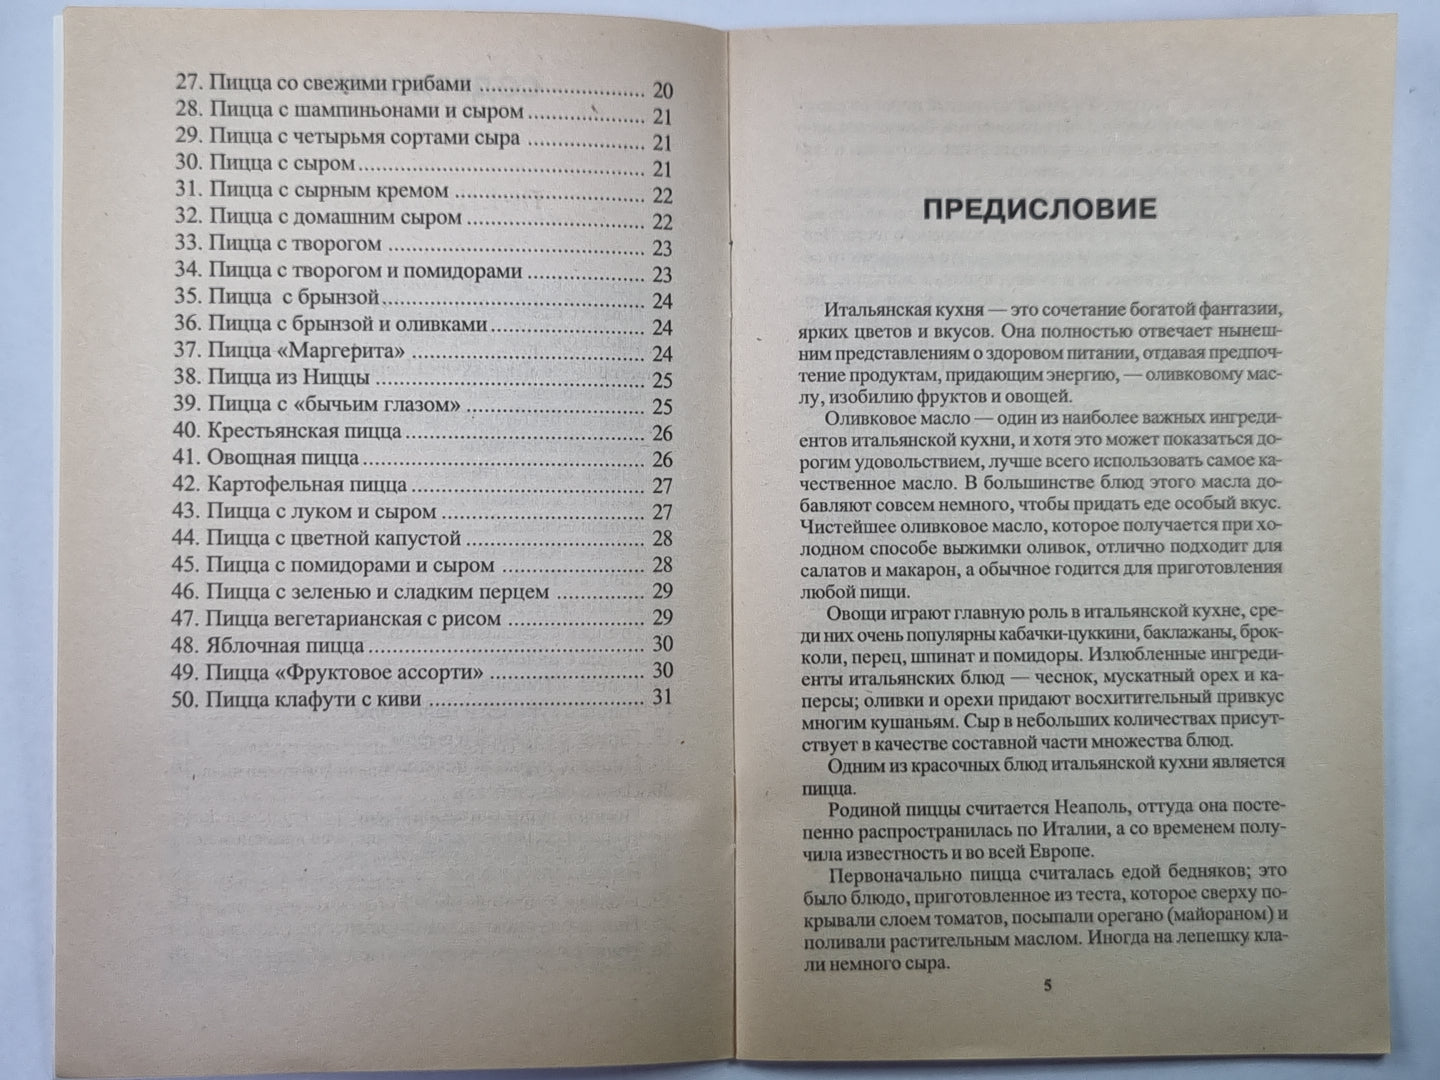 27. Пицца со свежими грибами ........................... 20
28. Пицца с шампиньонами и сыром .................... 21
29. Пицца с четырьмя сортами сыра .................... 21
30. Пицца с сыром ................................................. 21
31. Пицца с сырным кремом ................................ 22
32. Пицца с домашним сыром .............................. 22
33. Пицца с творогом ............................................ 23
34. Пицца с творогом и помидорами .................... 23
35. Пицца с брынзой ............................................. 24
36. Пицца с брынзой и оливками ........................... 24
37. Пицца «Маргерита» ........................................ 24
38. Пицца из Ниццы .............................................. 25
39. Пицца с «бычьим глазом» ............................... 25
40. Крестьянская пицца ......................................... 26
41. Овощная пицца ................................................ 26
42. Картофельная пицца ........................................ 27
43. Пицца с луком и сыром ................................... 27
44. Пицца с цветной капустой ............................... 28
45. Пицца с помидорами и сыром ........................ 28
46. Пицца с зеленью и сладким перцем ............... 29
47. Пицца вегетарианская с рисом ....................... 29
48. Яблочная пицца ............................................... 30
49. Пицца «Фруктовое ассорти» ........................... 30
50. Пицца клафути с киви ..................................... 31
ПРЕДИСЛОВИЕ
Итальянская кухня — это сочетание богатой фантазии,
ярких цветов и вкусов. Она полностью отвечает нынеш-
ним представлениям о здоровом питании, отдавая предпоч-
тение продуктам, придающим энергию, — оливковому мас-
лу, изобилию фруктов и овощей.
Оливковое масло — один из наиболее важных ингреди-
ентов итальянской кухни, и хотя это может показаться до-
рогим удовольствием, лучше всего использовать самое ка-
чественное масло. В большинстве блюд этого масла до-
бавляют совсем немного, чтобы придать еде особый вкус.
Чистейшее оливковое масло, которое получается при хо-
лодном способе выжимки оливок, отлично подходит для
салатов и макарон, а обычное годится для приготовления
любой пищи.
Овощи играют главную роль в итальянской кухне, сре-
ди них очень популярны кабачки-цуккини, баклажаны, брок-
коли, перец, шпинат и помидоры. Излюбленные ингреди-
енты итальянских блюд — чеснок, мускатный орех и ка-
персы; оливки и орехи придают восхитительный привкус
многим кушаньям. Сыр в небольших количествах присут-
ствует в качестве составной части множества блюд.
Одним из красочных блюд итальянской кухни является
пицца.
Родиной пиццы считается Неаполь, оттуда она посте-
пенно распространилась по Италии, а со временем полу-
чила известность и во всей Европе.
Первоначально пицца считалась едой бедняков; это
было блюдо, приготовленное из теста, которое сверху по-
крывали слоем томатов, посыпали орегано (майораном) и
поливали растительным маслом. Иногда на лепешку кла-
ли немного сыра.
5